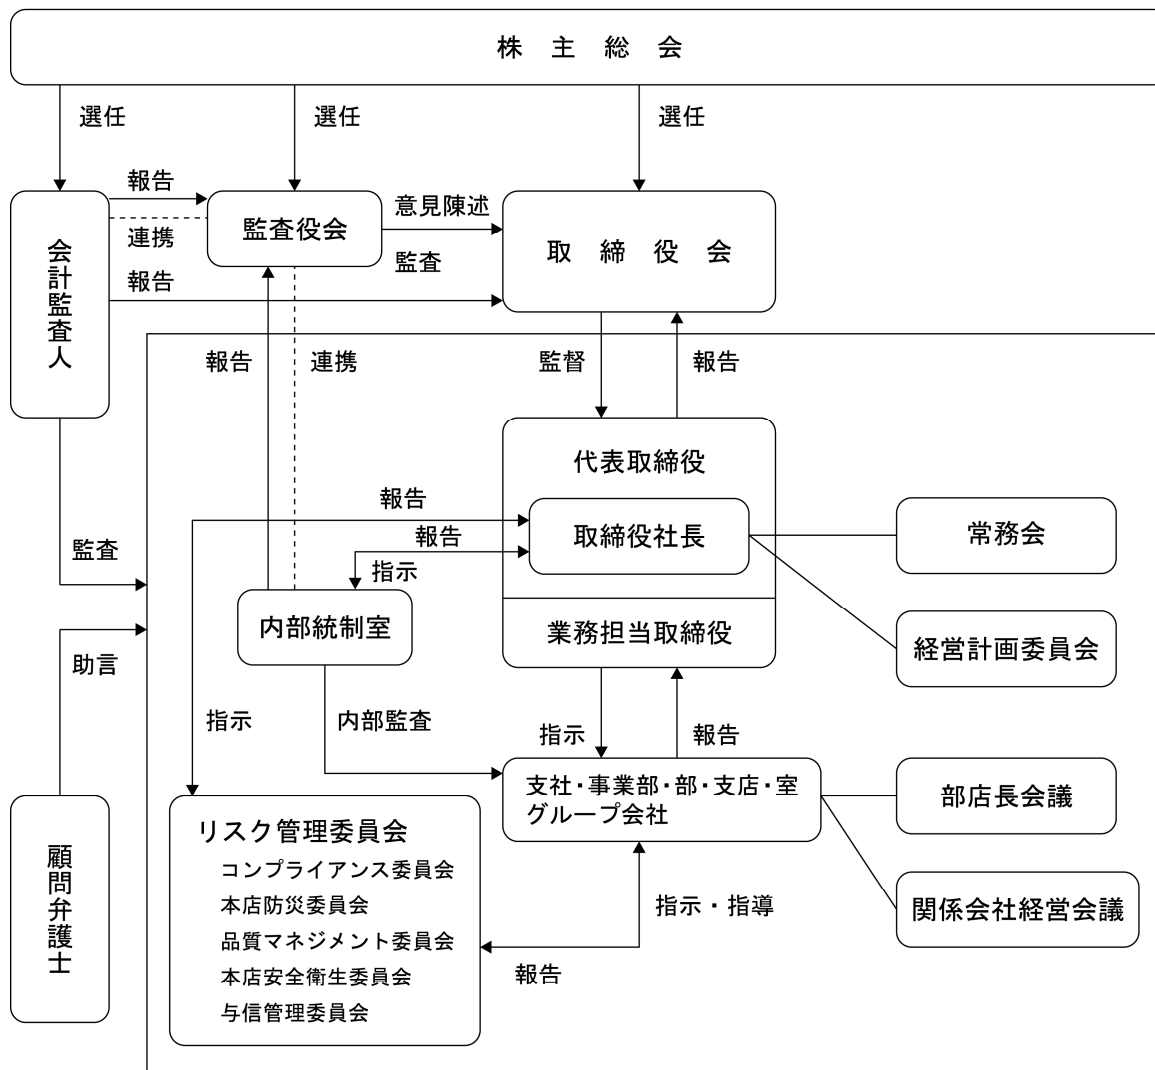 株　主　総　会
選任
選任
選任
報告
連携
報告
会計監査人
監査役会
意見陳述
監査
取　締　役　会
報告
連携
監督
報告
代表取締役
報告
取締役社長
報告
指示
常務会
監査
内部統制室
業務担当取締役
経営計画委員会
助言
指示
内部監査
指示
報告
支社・事業部・部・支店・室
グループ会社
部店長会議
関係会社経営会議
顧問弁護士
リスク管理委員会
コンプライアンス委員会
本店防災委員会
品質マネジメント委員会
本店安全衛生委員会
与信管理委員会
指示・指導
報告